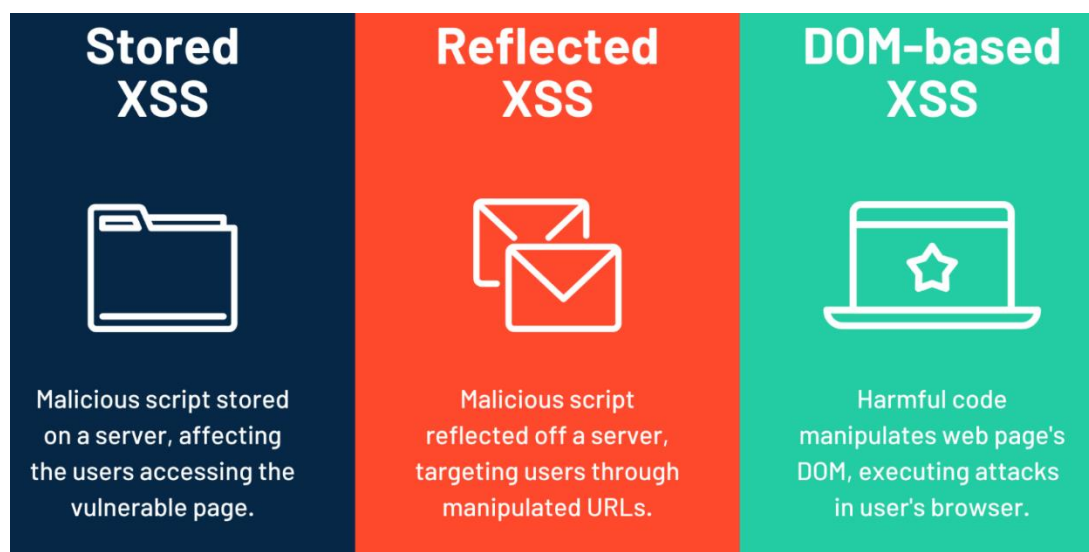 Stored
XSS
Malicious script stored
on a server, affecting
the users accessing the
vulnerable page.
Reflected
XSS
Malicious script
reflected off a server,
targeting users through
manipulated URLs.
DOM-based
XSS
Harmful code
manipulates web page's
DOM, executing attacks
in user's browser.